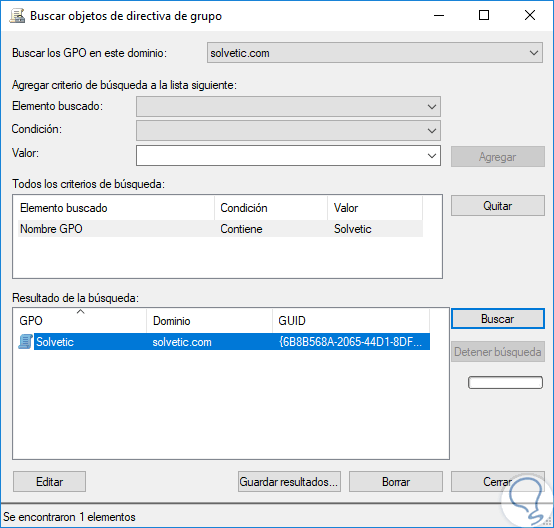 Buscar objetos de directiva de grupo
Buscar los GPO en este dominio: solvetic.com
Agregar criterio de búsqueda a la lista siguiente:
Elemento buscado:
Condición:
Valor:
Agregar
Todos los criterios de búsqueda:
Elemento buscado Condición Valor
Quitar
Nombre GPO Contiene Solvetic
Resultado de la búsqueda:
GPO Dominio GUID
Buscar
Solvetic solvetic.com {6B8B568A-2065-44D1-8DF...
Detener búsqueda
Editar Guardar resultados... Borrar Cerrar
Se encontraron 1 elementos